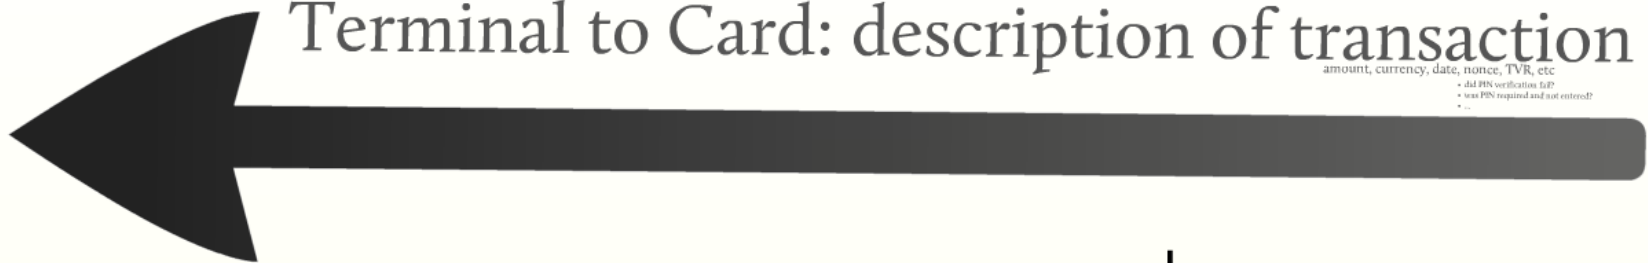 Terminal to Card: description of transaction
amount, currency, date, nonce, TVR, etc
• did PIN verification fail?
• was PIN required and not entered?
• ...